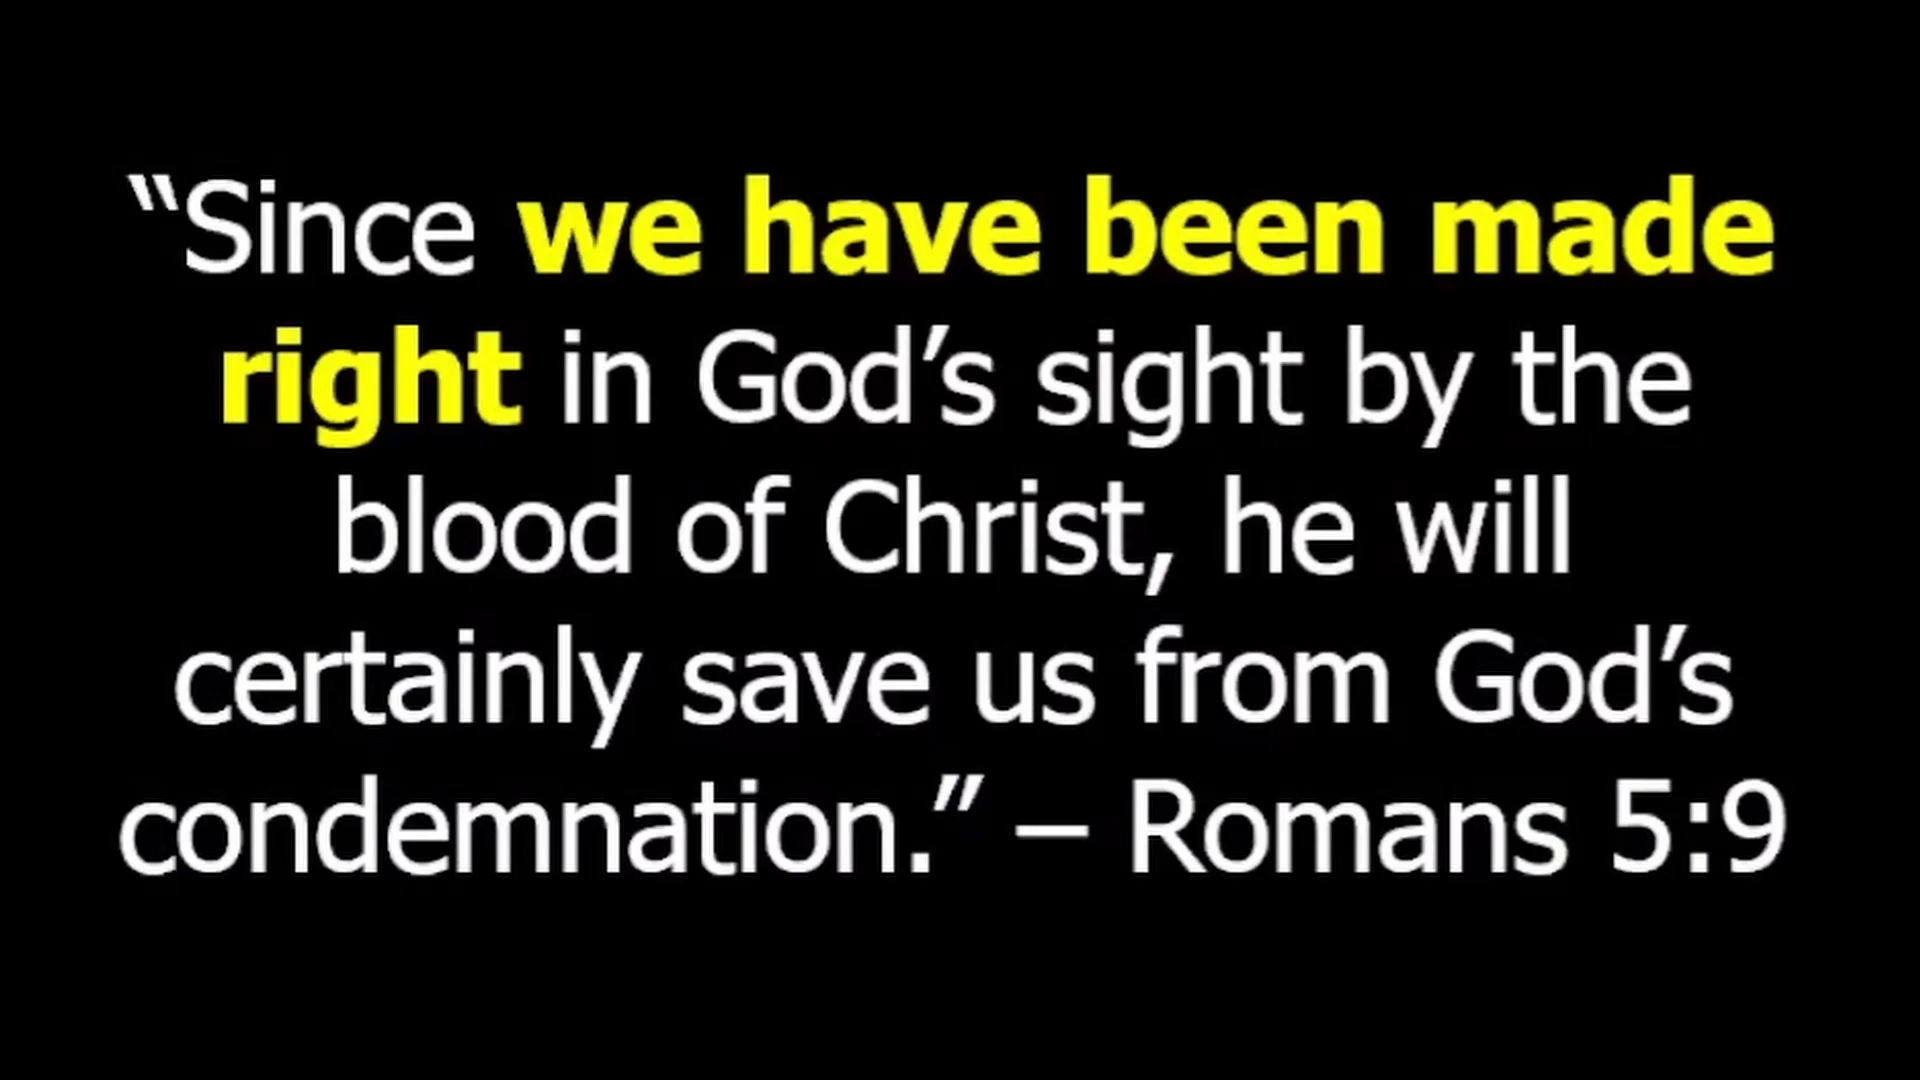 “Since we have been made
right in God’s sight by the
blood of Christ, he will
certainly save us from God’s
condemnation.” – Romans 5:9